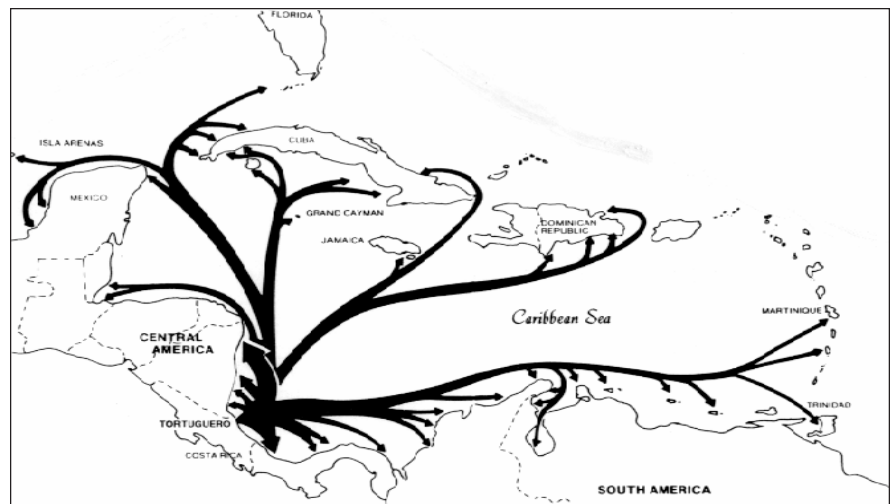 FLORIDA
ISLA ARENAS
CUBA
MEXICO
GRAND CAYMAN
JAMAICA
DOMINICAN
REPUBLIC
Caribbean Sea
MARTINIQUE
CENTRAL
AMERICA
TRINIDAD
TORTUGUERO
COSTA RICA
SOUTH AMERICA